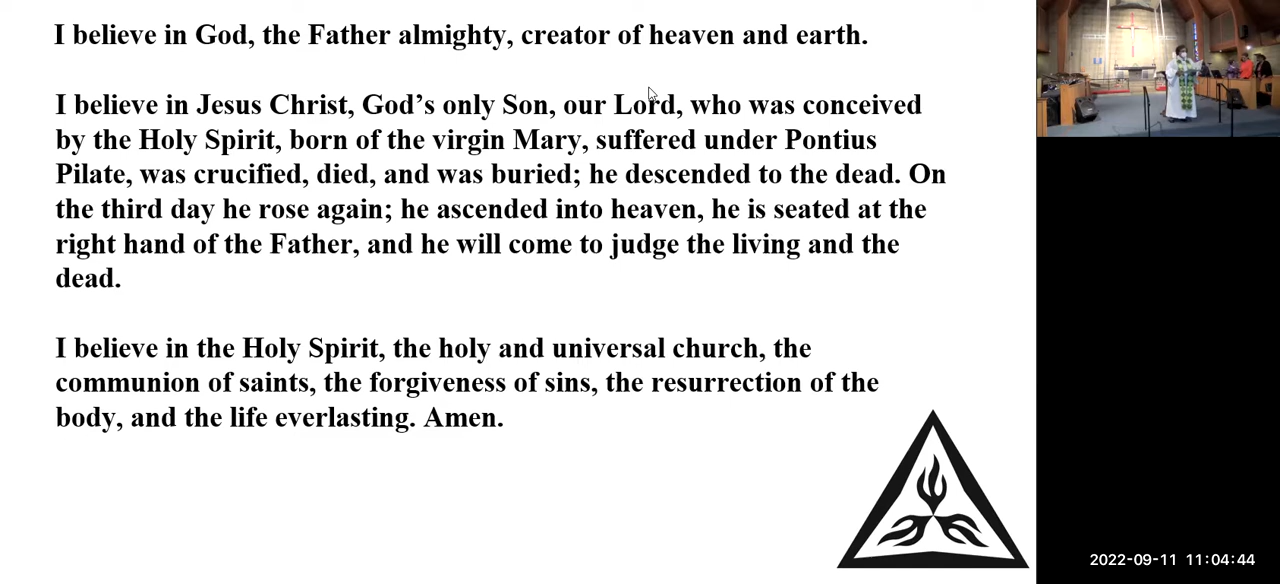 I believe in God, the Father almighty, creator of heaven and earth.
I believe in Jesus Christ, God’s only Son, our Lord, who was conceived
by the Holy Spirit, born of the virgin Mary, suffered under Pontius
Pilate, was crucified, died, and was buried; he descended to the dead. On
the third day he rose again; he ascended into heaven, he is seated at the
right hand of the Father, and he will come to judge the living and the
dead.
I believe in the Holy Spirit, the holy and universal church, the
communion of saints, the forgiveness of sins, the resurrection of the
body, and the life everlasting. Amen.
2022-09-11 11:04:44